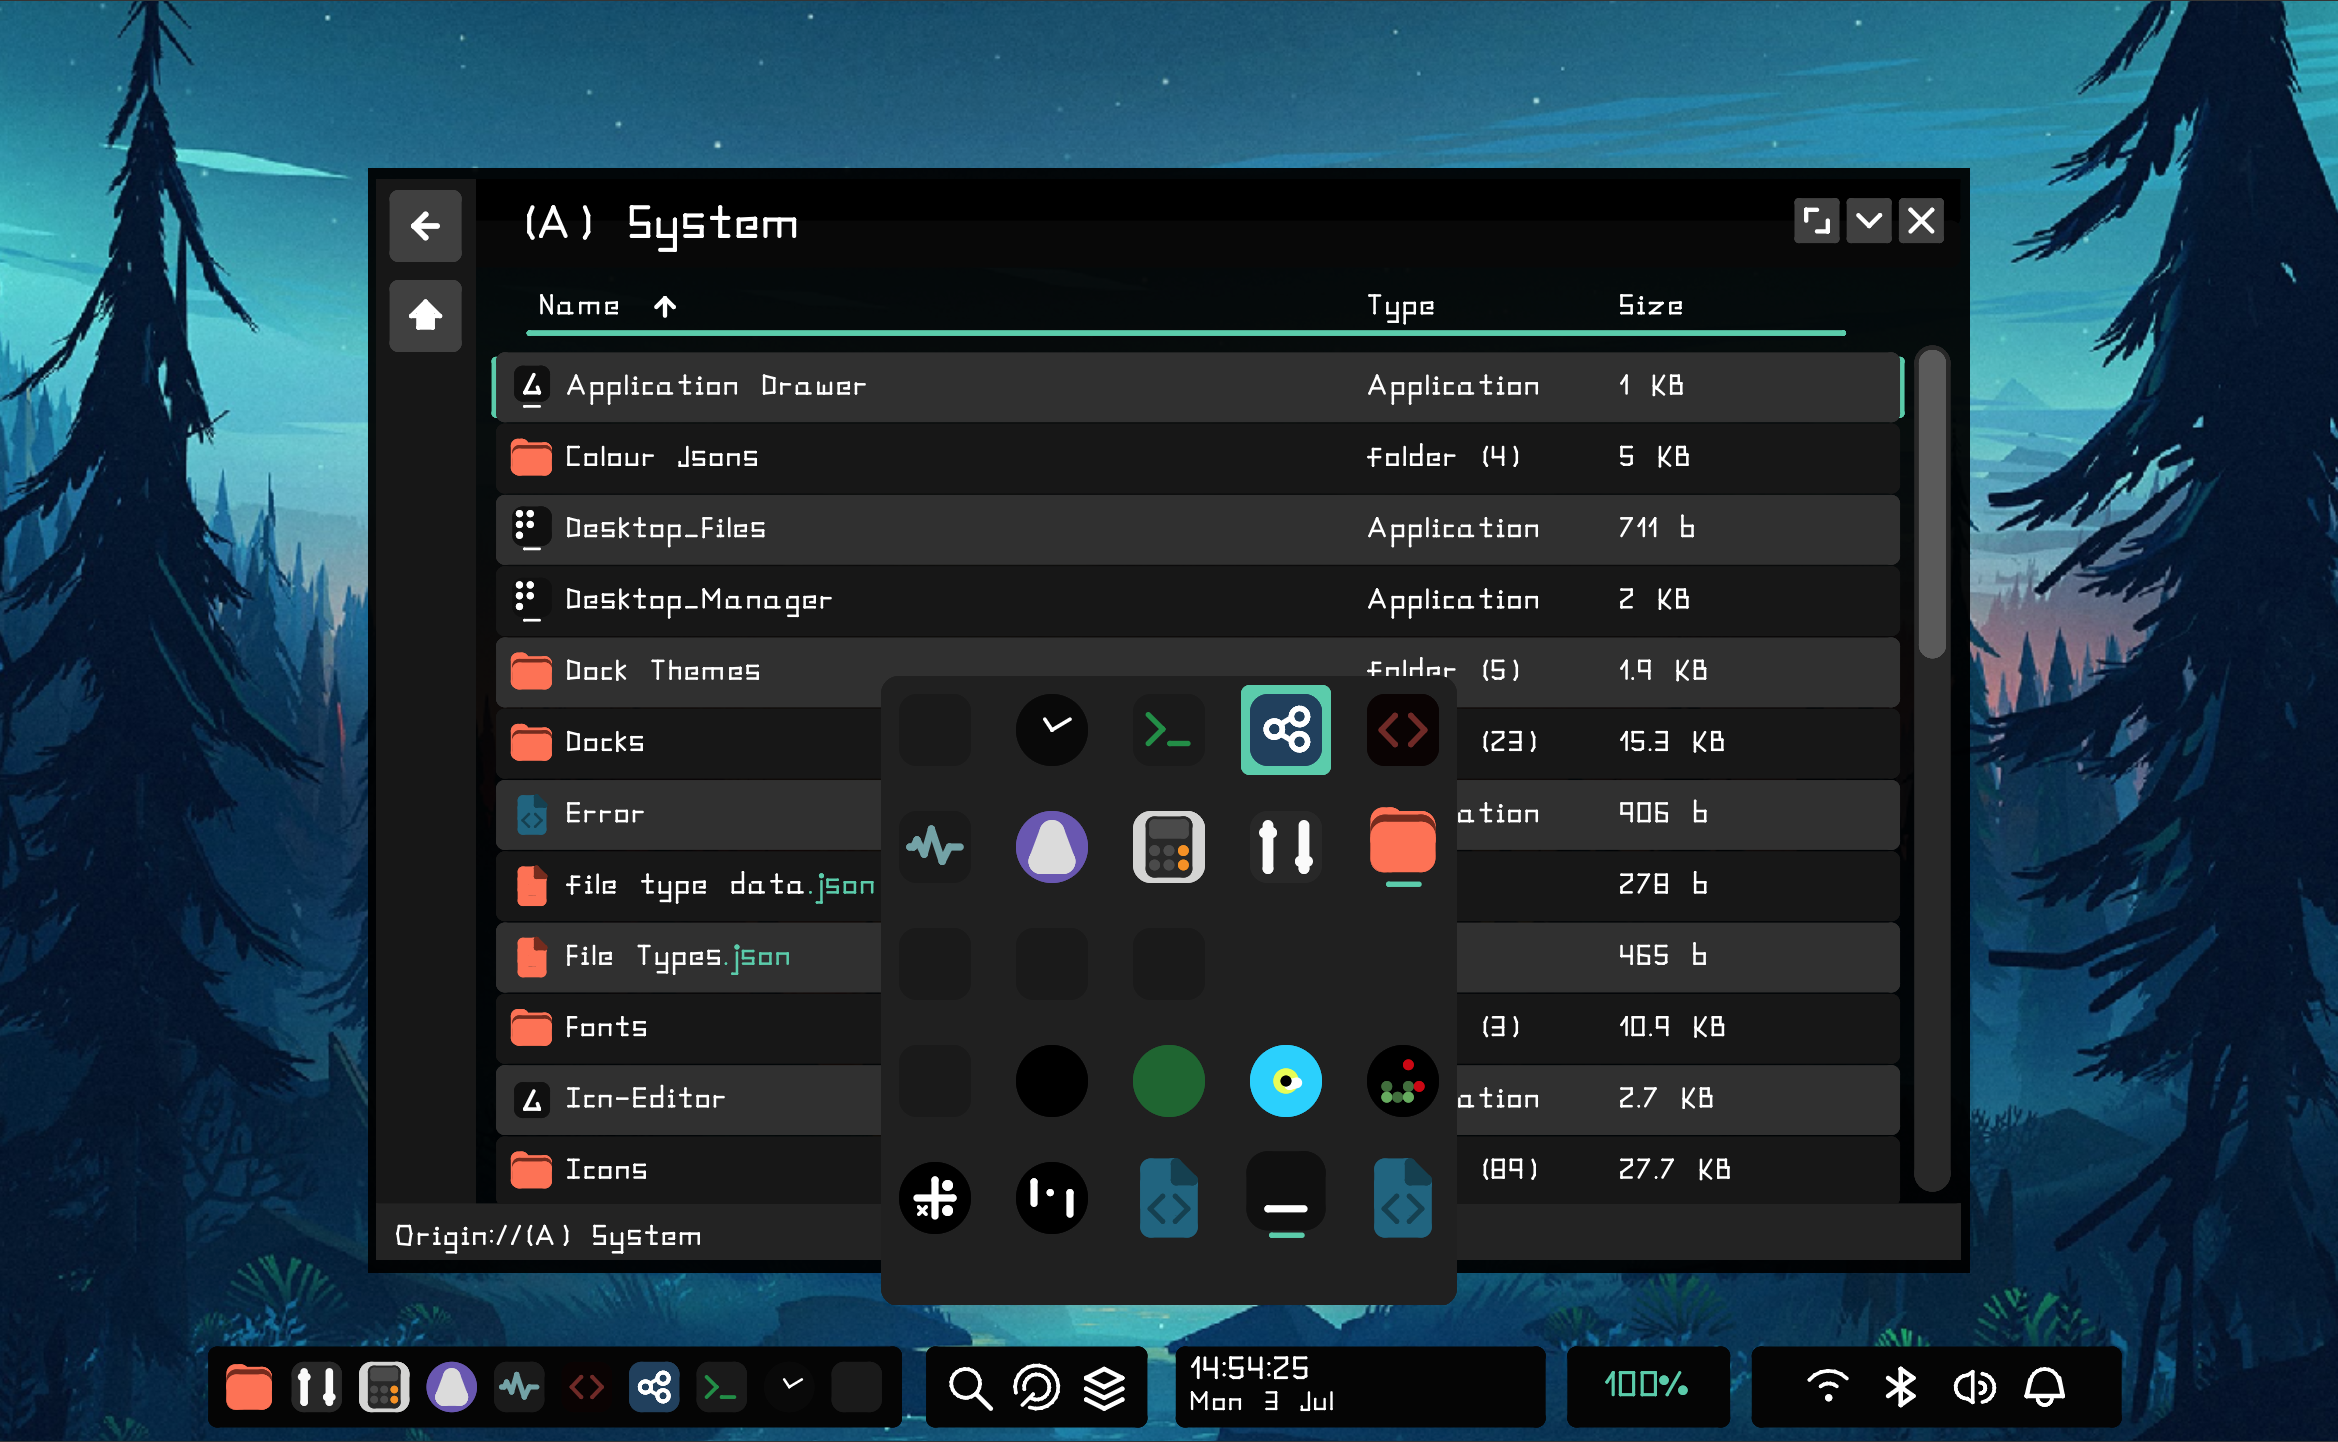 (A) System
Name Type Size
Application Drawer Application 1 KB
Colour Jsons folder (4) 5 KB
Desktop_Files Application 711 b
Desktop_Manager Application 2 KB
Dock Themes folder (5) 1.9 KB
Docks (23) 15.3 KB
Error ation 906 b
file type data.json 278 b
File Types.json 465 b
Fonts (3) 10.9 KB
Icn-Editor ation 2.7 KB
Icons (89) 27.7 KB
Origin://(A) System
14:54:25
Mon 3 Jul
100%